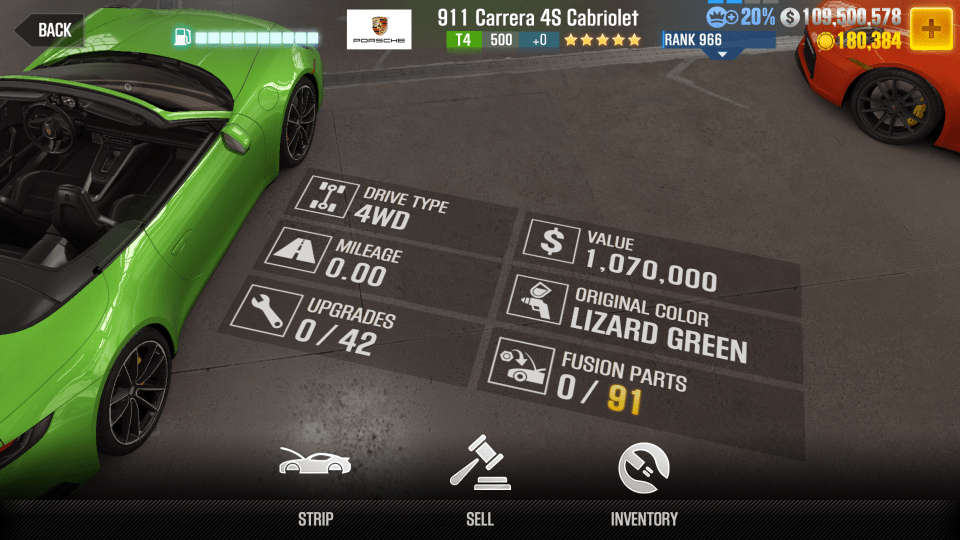 BACK
PORSCHE
911 Carrera 4S Cabriolet
T4 500 +0
20% $ 109,500,578
RANK 966
180,384
DRIVE TYPE
4WD
MILEAGE
0.00
UPGRADES
0 / 42
$ VALUE
1,070,000
ORIGINAL COLOR
LIZARD GREEN
FUSION PARTS
0 / 91
STRIP
SELL
INVENTORY